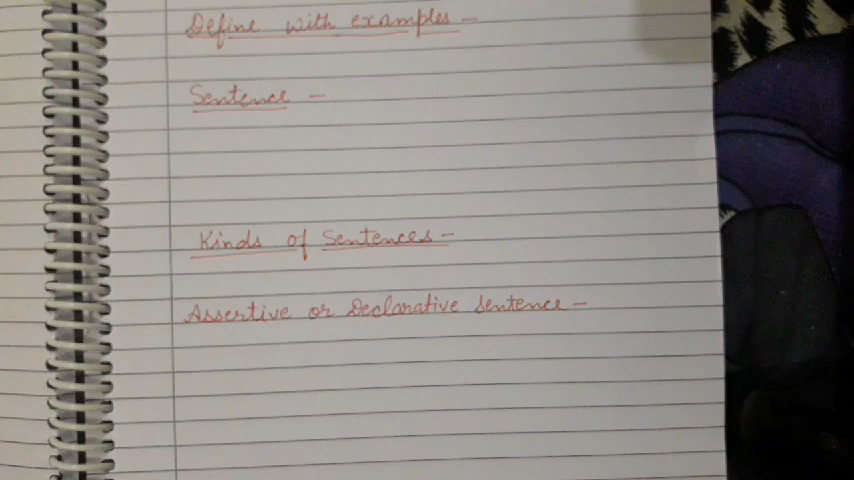 Define with examples -
Sentence -
Kinds of Sentences -
Assertive or Declarative sentence -